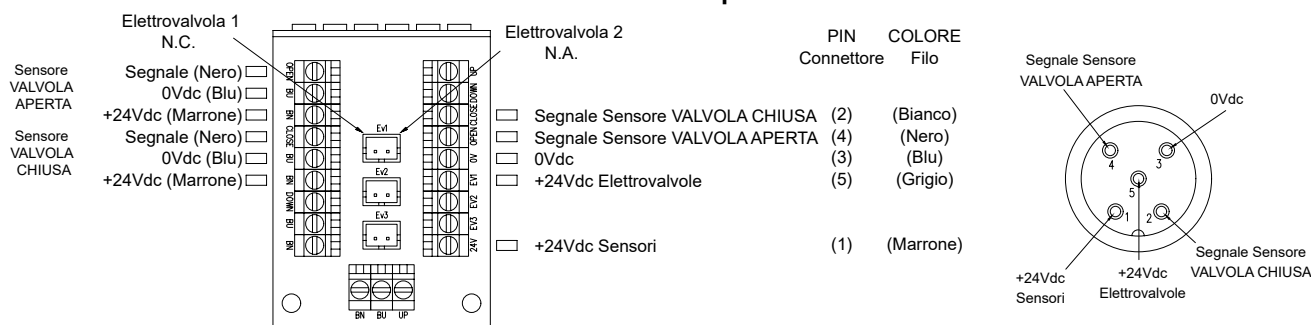 Elettrovalvola 1
N.C.
Elettrovalvola 2
N.A.
PIN
Connettore
COLORE
Filo
Sensore
VALVOLA
APERTA
Segnale (Nero)
0Vdc (Blu)
+24Vdc (Marrone)
Sensore
VALVOLA
CHIUSA
Segnale (Nero)
0Vdc (Blu)
+24Vdc (Marrone)
OPEN
BU
BN
CLOSE
BU
BN
DOWN
BU
BN
Ev1
Ev2
Ev3
UP
DOWN
CLOSE
OPEN
0V
EV1
EV2
EV3
24V
BN BU UP
Segnale Sensore VALVOLA CHIUSA (2) (Bianco)
Segnale Sensore VALVOLA APERTA (4) (Nero)
0Vdc (3) (Blu)
+24Vdc Elettrovalvole (5) (Grigio)
+24Vdc Sensori (1) (Marrone)
Segnale Sensore
VALVOLA APERTA
0Vdc
4
3
5
1
2
+24Vdc
Sensori
+24Vdc
Elettrovalvole
Segnale Sensore
VALVOLA CHIUSA